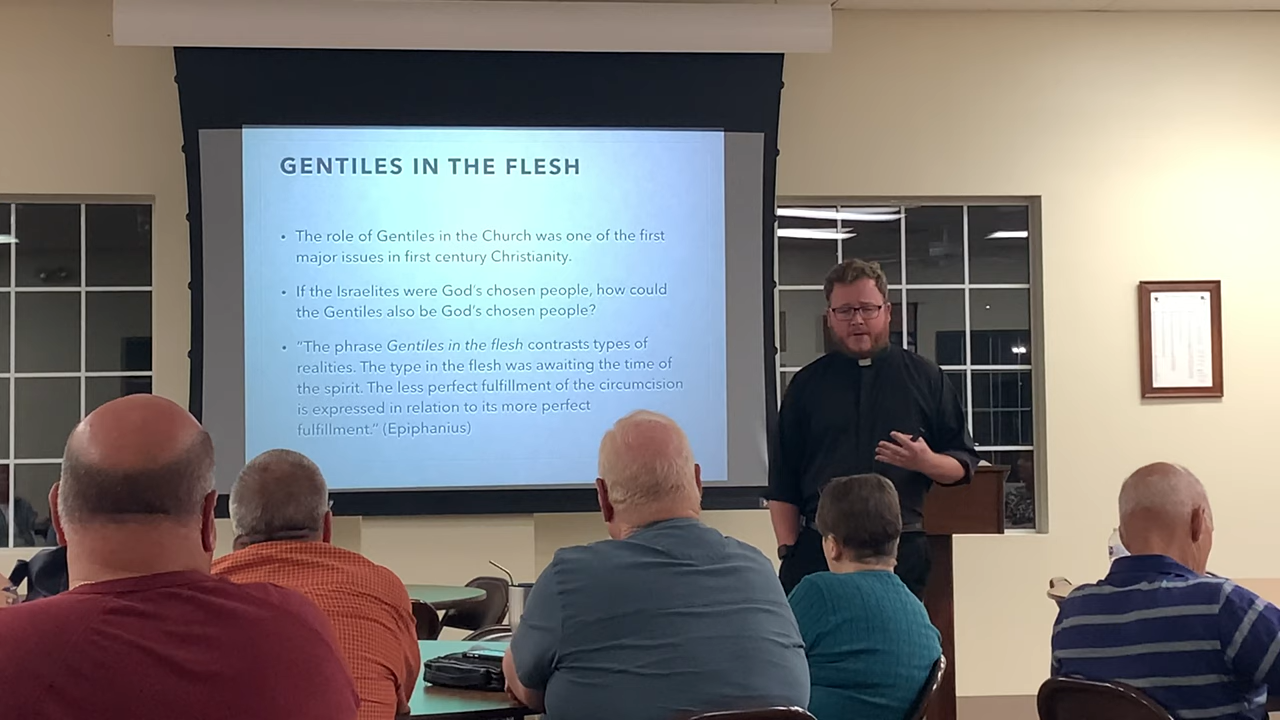 GENTILES IN THE FLESH
• The role of Gentiles in the Church was one of the first
major issues in first century Christianity.
• If the Israelites were God's chosen people, how could
the Gentiles also be God's chosen people?
• "The phrase Gentiles in the flesh contrasts types of
realities. The type in the flesh was awaiting the time of
the spirit. The less perfect fulfillment of the circumcision
is expressed in relation to its more perfect
fulfillment." (Epiphanius)